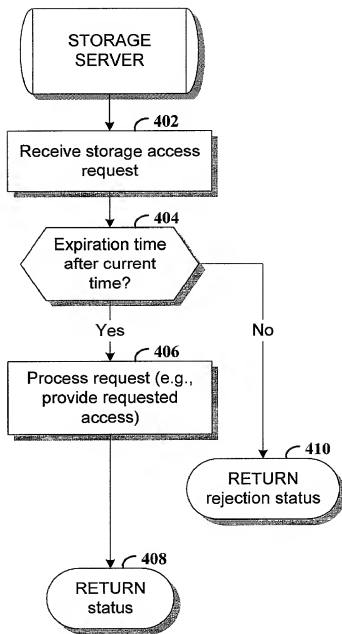 STORAGE
SERVER
402
Receive storage access
request
404
Expiration time
after current
time?
Yes
No
406
Process request (e.g.,
provide requested
access)
410
RETURN
rejection status
408
RETURN
status